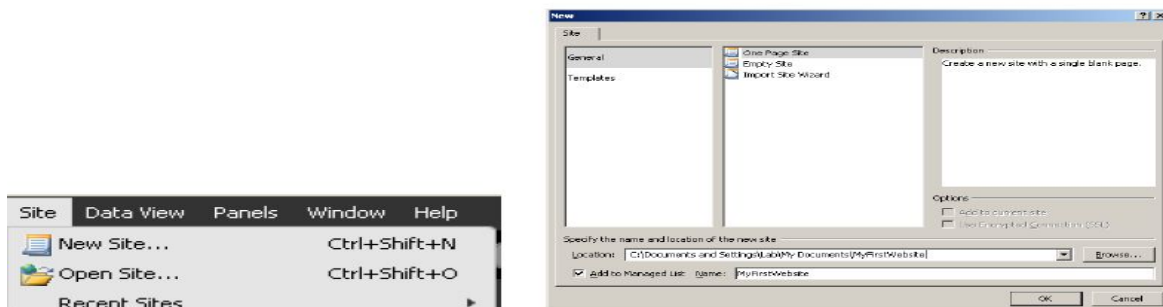 Site Data View Panels Window Help
New Site... Ctrl+Shift+N
Open Site... Ctrl+Shift+O
Recent Sites
New
Site
General
Templates
One Page Site
Empty Site
Import Site Wizard
Description
Create a new site with a single blank page.
Options
Add to current site
Use Encrypted Connection (SSL)
Specify the name and location of the new site
Location: C:\Documents and Settings\Lab\My Documents\MyFirstWebsite
Browse...
Add to Managed List Name: MyFirstWebsite
OK Cancel